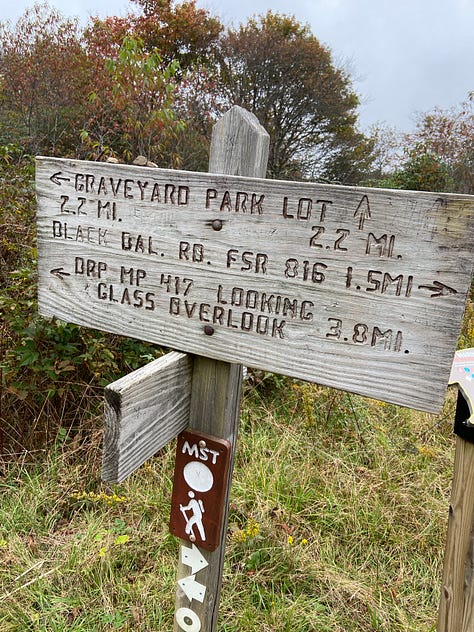 ← GRAVEYARD PARK LOT ↑
2.2 MI. 2.2 MI.
BLACK BAL. RD. FSR 816 1.5MI →
← BRP MP 417 LOOKING
GLASS OVERLOOK 3.8MI.
MST